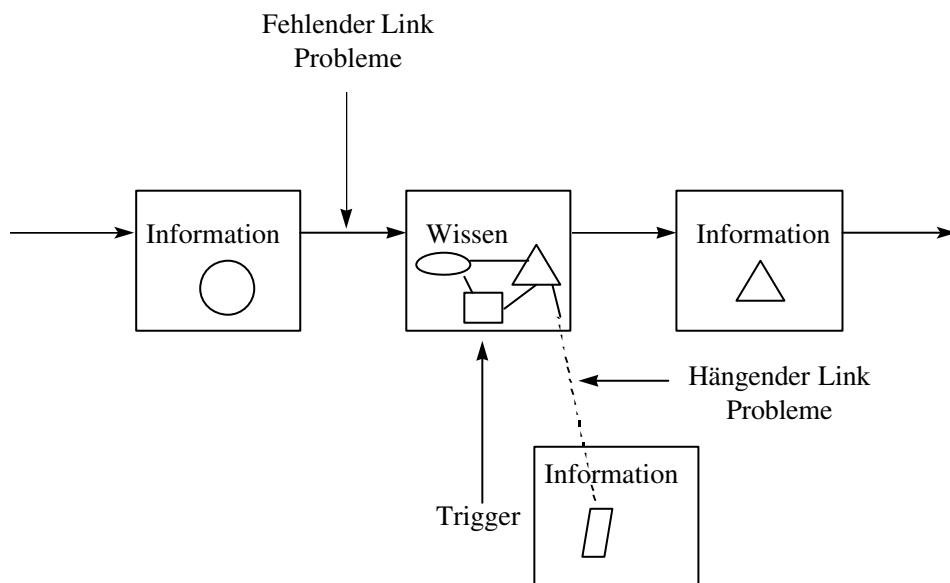 Fehlender Link
Probleme
Information
Wissen
Information
Hängender Link
Probleme
Information
Trigger